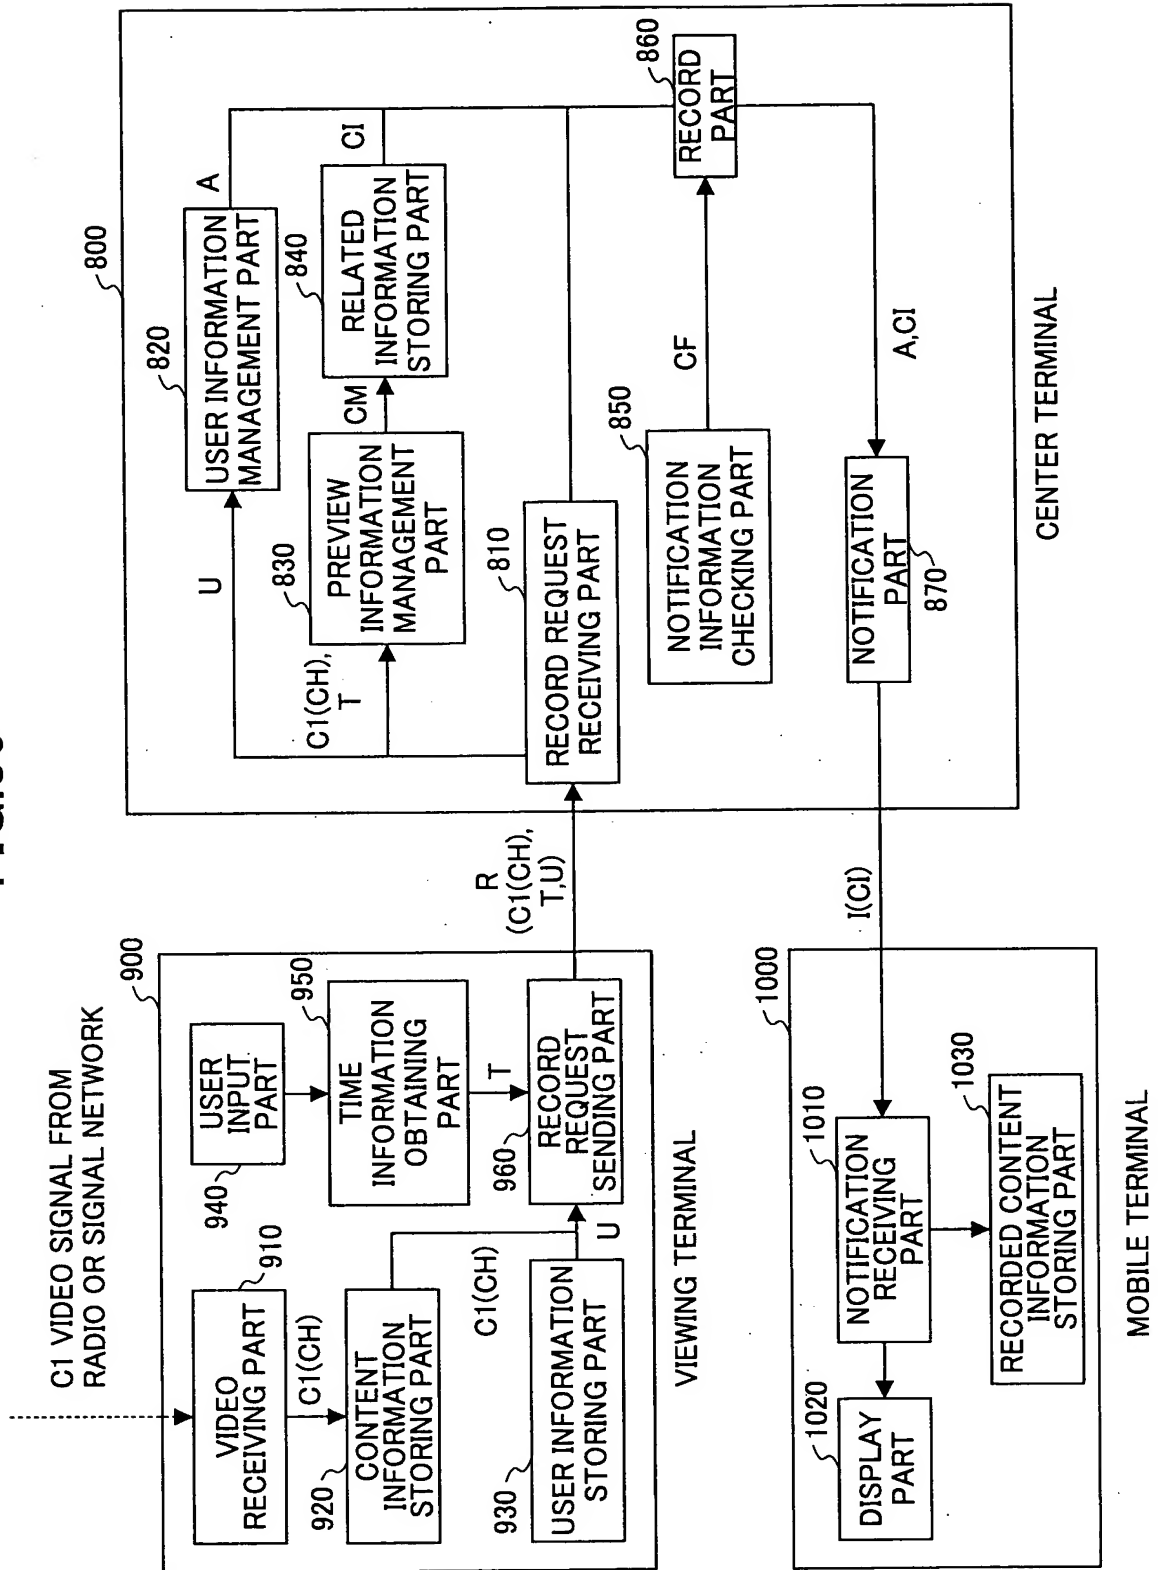 C1 VIDEO SIGNAL FROM
RADIO OR SIGNAL NETWORK
900
910
VIDEO
RECEIVING PART
C1(CH)
920
CONTENT
INFORMATION
STORING PART
C1(CH)
930
USER INFORMATION
STORING PART
U
940
USER
INPUT
PART
950
TIME
INFORMATION
OBTAINING
PART
T
960
RECORD
REQUEST
SENDING PART
VIEWING TERMINAL
R
(C1(CH),
T,U)
800
820
USER INFORMATION
MANAGEMENT PART
U
A
C1(CH),
T
830
PREVIEW
INFORMATION
MANAGEMENT
PART
CM
840
RELATED
INFORMATION
STORING PART
CI
810
RECORD REQUEST
RECEIVING PART
850
NOTIFICATION
INFORMATION
CHECKING PART
CF
860
RECORD
PART
A,CI
NOTIFICATION
PART
870
CENTER TERMINAL
I(CI)
1000
1010
NOTIFICATION
RECEIVING
PART
1020
DISPLAY
PART
1030
RECORDED CONTENT
INFORMATION
STORING PART
MOBILE TERMINAL